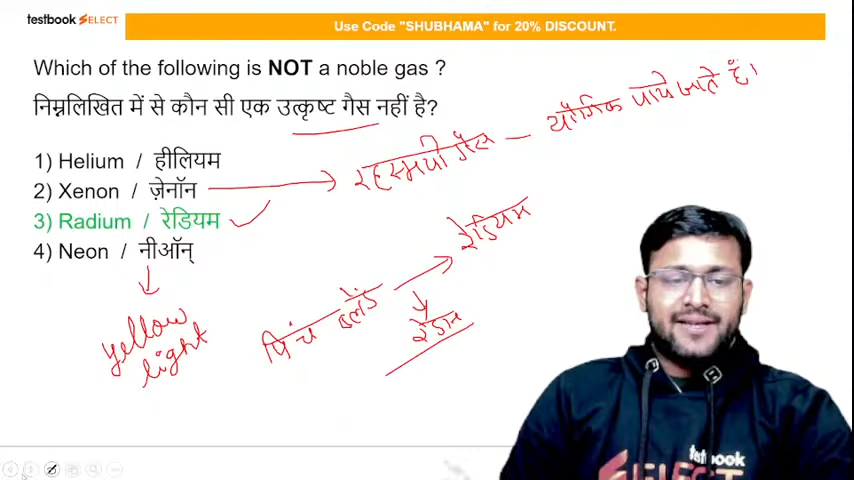 testbook SELECT
Use Code "SHUBHAMA" for 20% DISCOUNT.
Which of the following is NOT a noble gas ?
निम्नलिखित में से कौन सी एक उत्कृष्ट गैस नहीं है?
1) Helium / हीलियम
2) Xenon / ज़ेनॉन
रहस्मयी गैस – यौगिक पाये जाते हैं।
3) Radium / रेडियम
4) Neon / नीऑन्
yellow
light
पिंच ब्लेंड
रेडियम
रेडान
testbook
SELECT